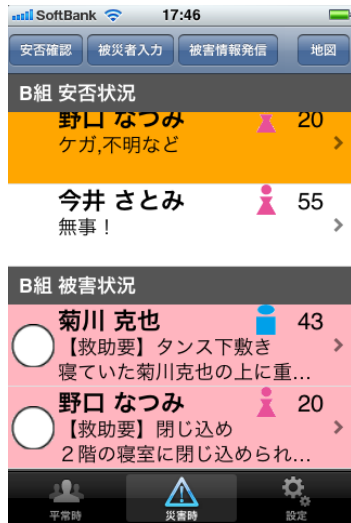 SoftBank 17:46
安否確認 被災者入力 被害情報発信 地図
B組 安否状況
野口 なつみ 20
ケガ,不明など
今井 さとみ 55
無事！
B組 被害状況
菊川 克也 43
【救助要】タンス下敷き
寝ていた菊川克也の上に重…
野口 なつみ 20
【救助要】閉じ込め
２階の寝室に閉じ込められ…
平常時 災害時 設定